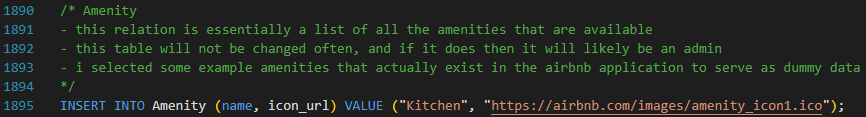 1890 /* Amenity
1891 - this relation is essentially a list of all the amenities that are available
1892 - this table will not be changed often, and if it does then it will likely be an admin
1893 - i selected some example amenities that actually exist in the airbnb application to serve as dummy data
1894 */
1895 INSERT INTO Amenity (name, icon_url) VALUE ("Kitchen", "https://airbnb.com/images/amenity_icon1.ico");